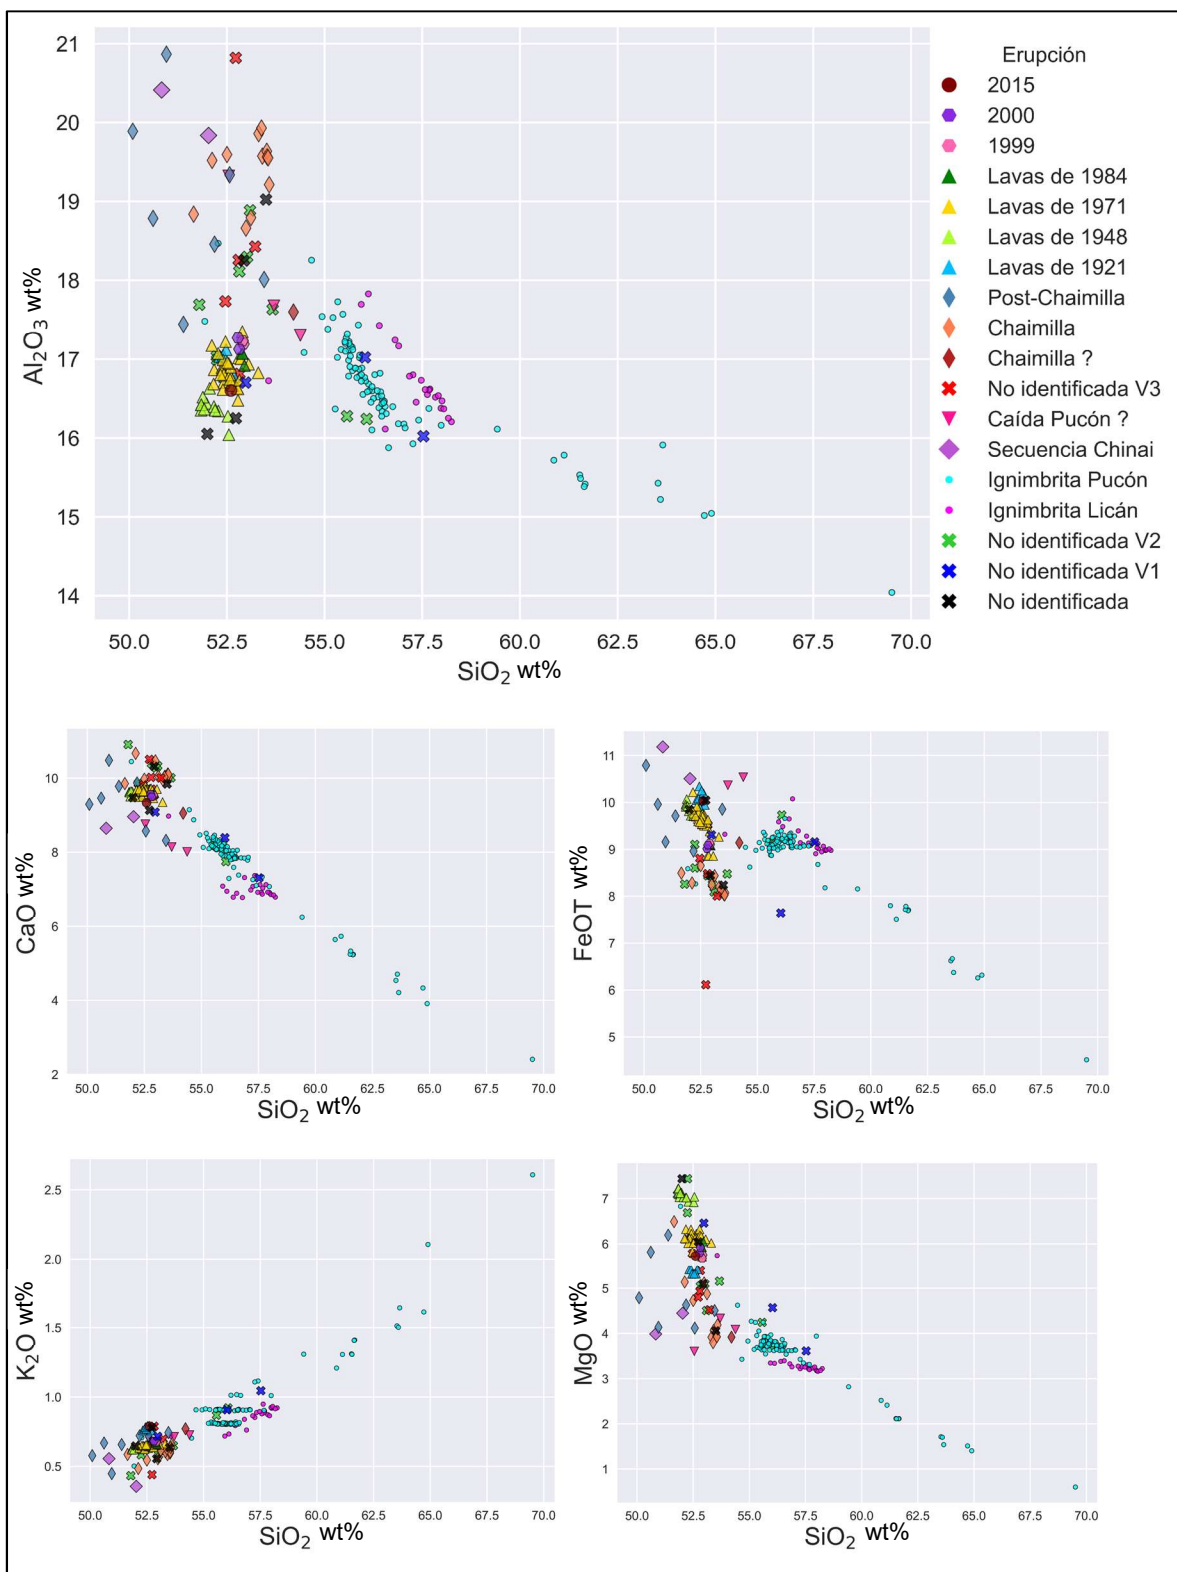 21
20
19
18
17
16
15
14
Al₂O₃ wt%
50.0 52.5 55.0 57.5 60.0 62.5 65.0 67.5 70.0
SiO₂ wt%
Erupción
2015
2000
1999
Lavas de 1984
Lavas de 1971
Lavas de 1948
Lavas de 1921
Post-Chaimilla
Chaimilla
Chaimilla ?
No identificada V3
Caída Pucón ?
Secuencia Chinai
Ignimbrita Pucón
Ignimbrita Licán
No identificada V2
No identificada V1
No identificada
10
8
6
4
2
CaO wt%
50.0 52.5 55.0 57.5 60.0 62.5 65.0 67.5 70.0
SiO₂ wt%
11
10
9
8
7
6
5
FeOT wt%
50.0 52.5 55.0 57.5 60.0 62.5 65.0 67.5 70.0
SiO₂ wt%
2.5
2.0
1.5
1.0
0.5
K₂O wt%
50.0 52.5 55.0 57.5 60.0 62.5 65.0 67.5 70.0
SiO₂ wt%
7
6
5
4
3
2
1
MgO wt%
50.0 52.5 55.0 57.5 60.0 62.5 65.0 67.5 70.0
SiO₂ wt%